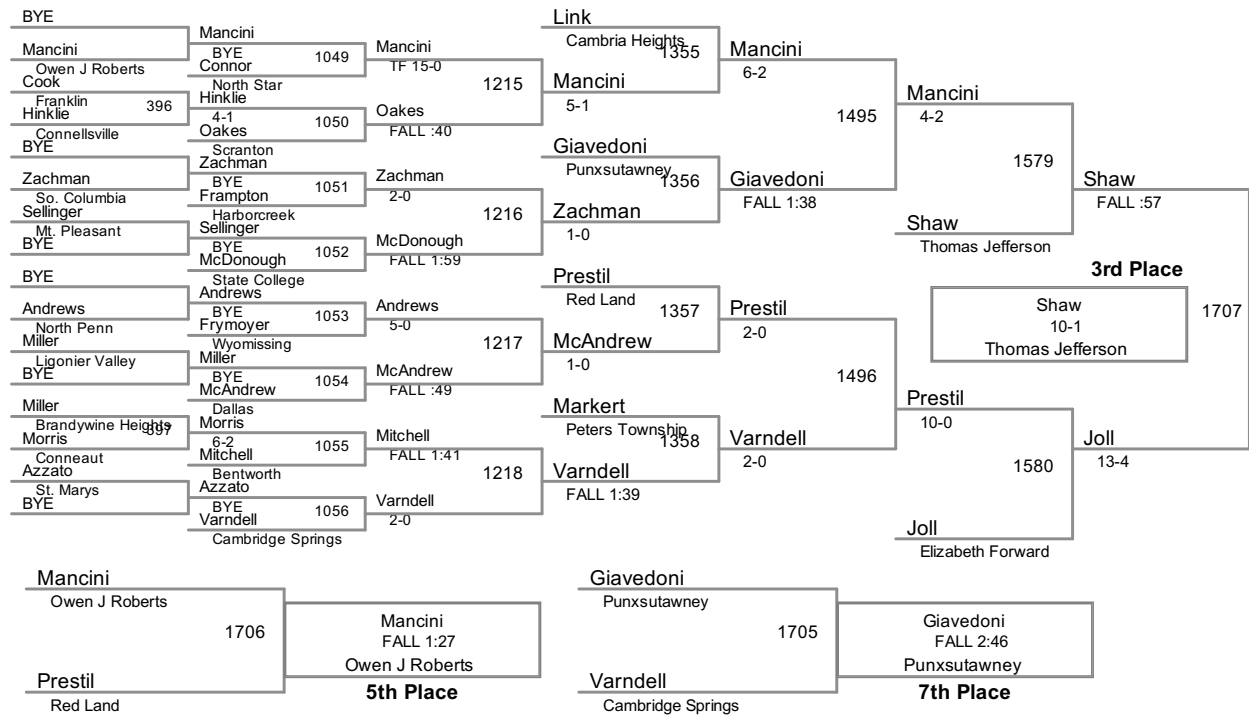 BYE
Mancini
Owen J Roberts
Cook
Franklin
396
Hinklie
Connellsville
BYE
Zachman
So. Columbia
Sellinger
Mt. Pleasant
BYE
BYE
Andrews
North Penn
Miller
Ligonier Valley
BYE
Miller
Brandywine Heights
397
Morris
Conneaut
Azzato
St. Marys
BYE
Mancini
BYE
1049
Connor
North Star
Hinklie
4-1
1050
Oakes
Scranton
Zachman
BYE
1051
Frampton
Harborcreek
Sellinger
BYE
1052
McDonough
State College
Andrews
BYE
1053
Frymoyer
Wyomissing
Miller
BYE
1054
McAndrew
Dallas
Morris
6-2
1055
Mitchell
Bentworth
Azzato
BYE
1056
Varndell
Cambridge Springs
Mancini
TF 15-0
1215
Oakes
FALL :40
Zachman
2-0
1216
McDonough
FALL 1:59
Andrews
5-0
1217
McAndrew
FALL :49
Mitchell
FALL 1:41
1218
Varndell
2-0
Link
Cambria Heights
1355
Mancini
5-1
Giavedoni
Punxsutawney
1356
Zachman
1-0
Prestil
Red Land
1357
McAndrew
1-0
Markert
Peters Township
1358
Varndell
FALL 1:39
Mancini
6-2
1495
Giavedoni
FALL 1:38
Prestil
2-0
1496
Varndell
2-0
Mancini
4-2
1579
Shaw
Thomas Jefferson
Prestil
10-0
1580
Joll
Elizabeth Forward
Shaw
FALL :57
1707
Joll
13-4
3rd Place
Shaw
10-1
Thomas Jefferson
Mancini
Owen J Roberts
1706
Prestil
Red Land
Mancini
FALL 1:27
Owen J Roberts
5th Place
Giavedoni
Punxsutawney
1705
Varndell
Cambridge Springs
Giavedoni
FALL 2:46
Punxsutawney
7th Place